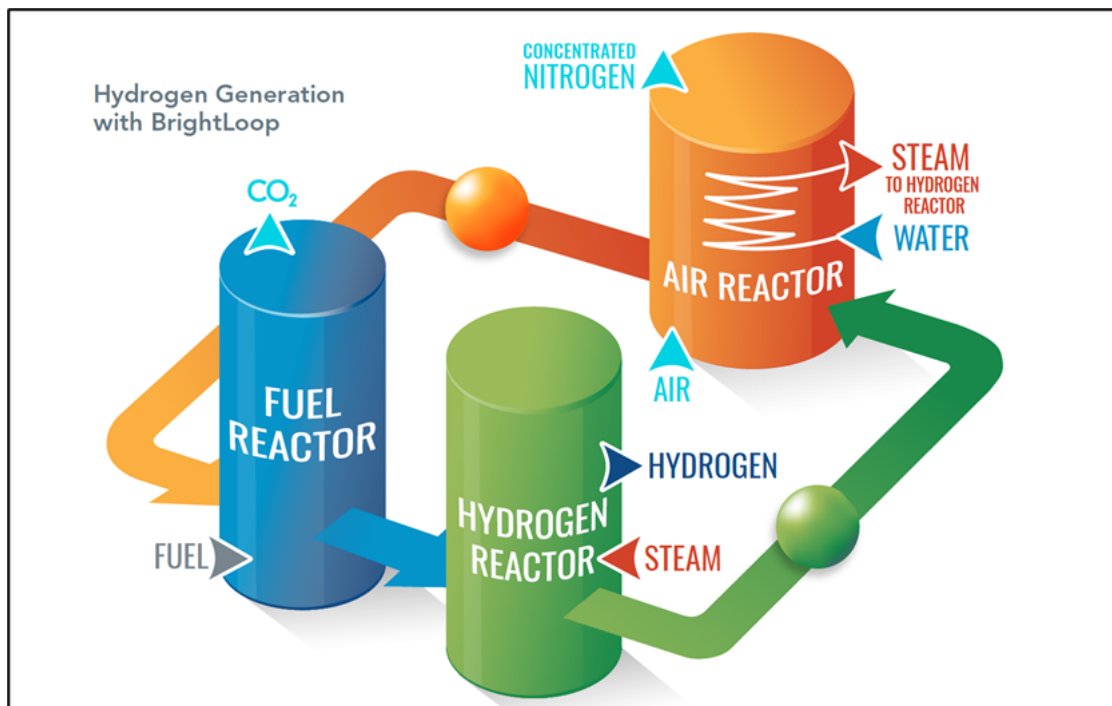 Hydrogen Generation
with BrightLoop
CONCENTRATED
NITROGEN
STEAM
TO HYDROGEN
REACTOR
WATER
AIR REACTOR
AIR
CO₂
FUEL
REACTOR
FUEL
HYDROGEN
REACTOR
HYDROGEN
STEAM